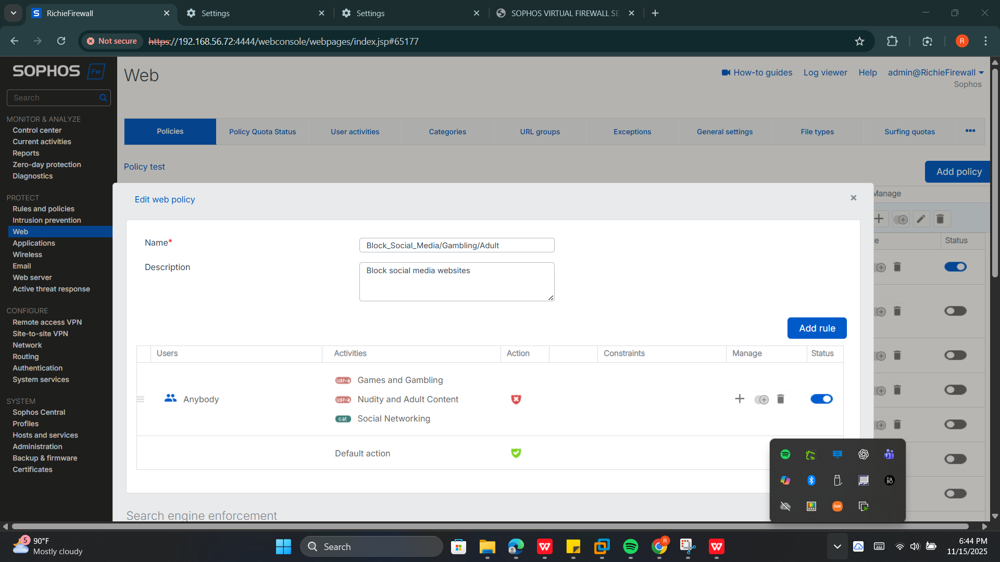 RichieFirewall
Settings
Settings
SOPHOS VIRTUAL FIREWALL SE
Not secure
https://192.168.56.72:4444/webconsole/webpages/index.jsp#65177
R
SOPHOS Fw
Search
MONITOR & ANALYZE
Control center
Current activities
Reports
Zero-day protection
Diagnostics
PROTECT
Rules and policies
Intrusion prevention
Web
Applications
Wireless
Email
Web server
Active threat response
CONFIGURE
Remote access VPN
Site-to-site VPN
Network
Routing
Authentication
System services
SYSTEM
Sophos Central
Profiles
Hosts and services
Administration
Backup & firmware
Certificates
Web
How-to guides
Log viewer
Help
admin@RichieFirewall
Sophos
Policies
Policy Quota Status
User activities
Categories
URL groups
Exceptions
General settings
File types
Surfing quotas
Policy test
Add policy
Manage
e
Status
Edit web policy
Name*
Block_Social_Media/Gambling/Adult
Description
Block social media websites
Add rule
Users
Activities
Action
Constraints
Manage
Status
Anybody
usr-a Games and Gambling
usr-a Nudity and Adult Content
cat Social Networking
Default action
Search engine enforcement
DeX
5
90°F
Mostly cloudy
Search
R
6:44 PM
11/15/2025